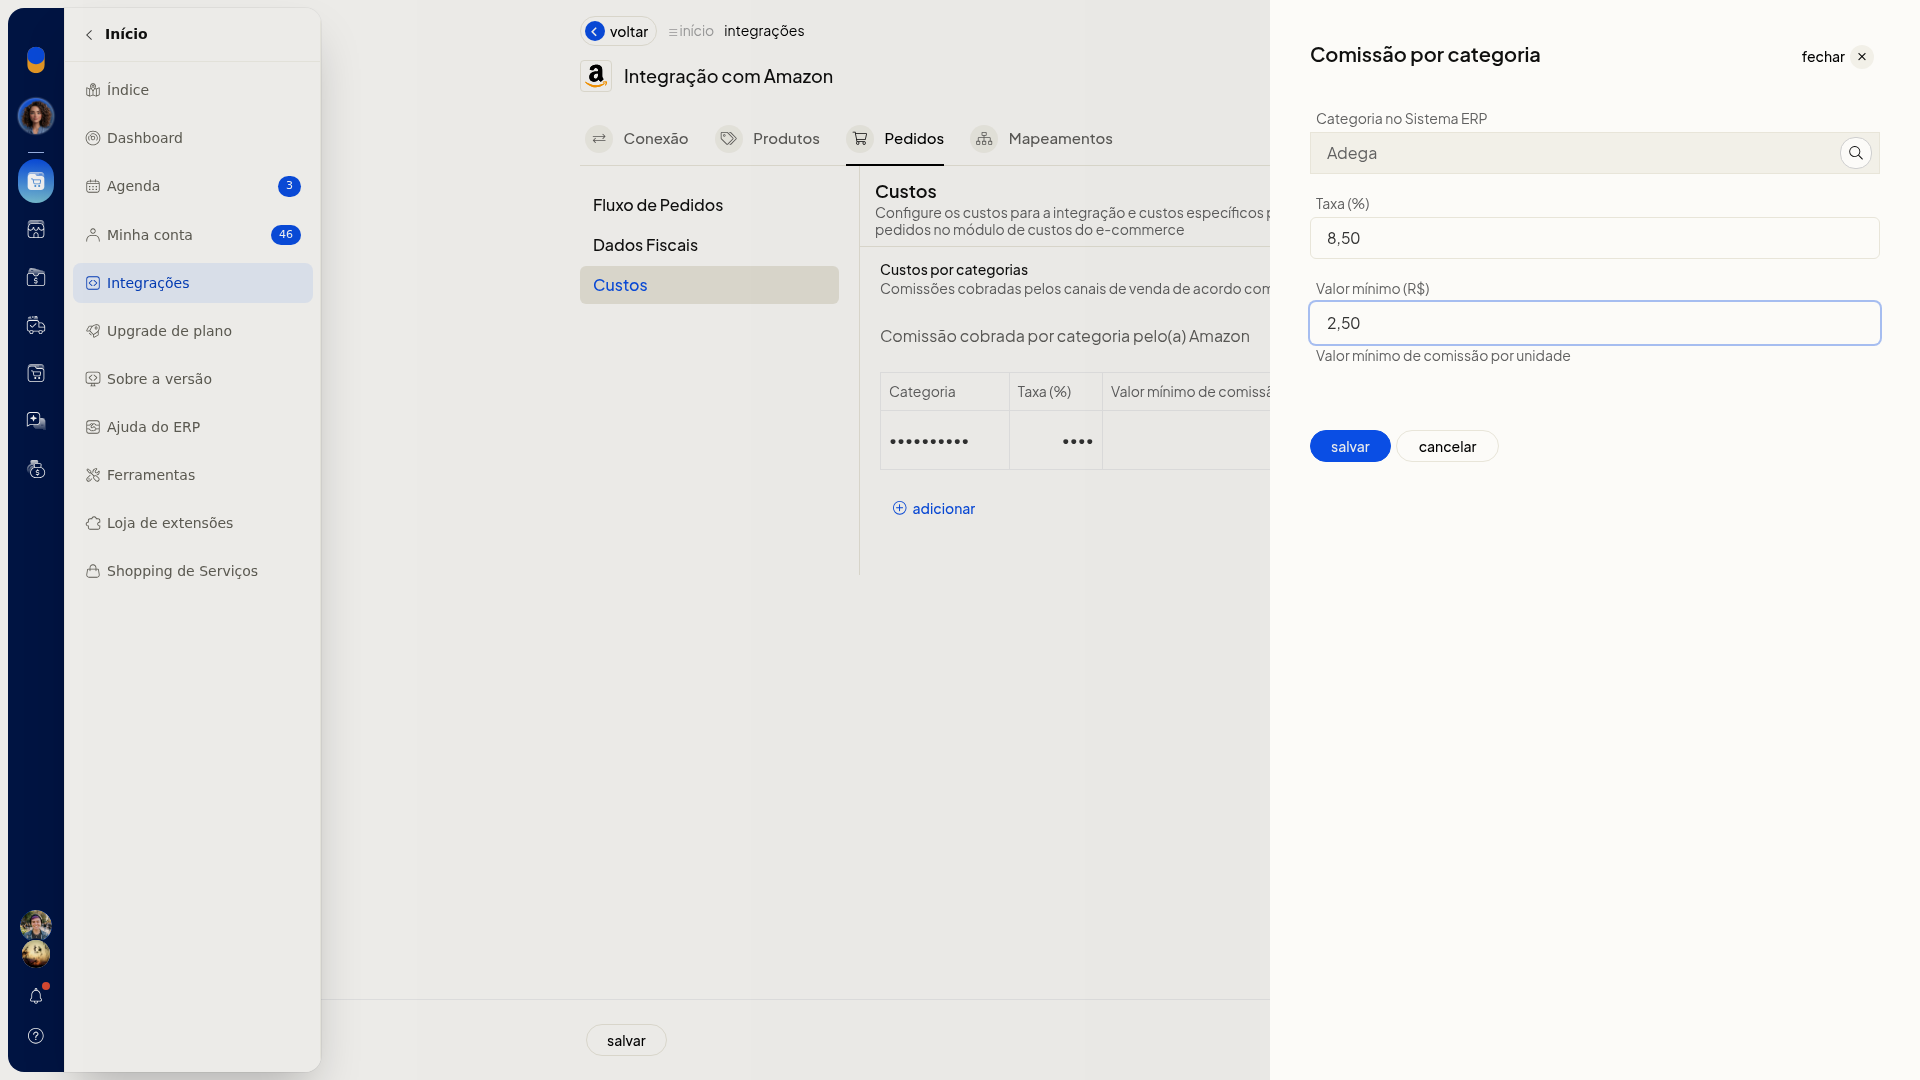 Início
Índice
Dashboard
Agenda 3
Minha conta 46
Integrações
Upgrade de plano
Sobre a versão
Ajuda do ERP
Ferramentas
Loja de extensões
Shopping de Serviços
voltar início integrações
Integração com Amazon
Conexão Produtos Pedidos Mapeamentos
Fluxo de Pedidos
Dados Fiscais
Custos
Custos
Configure os custos para a integração e custos específicos
pedidos no módulo de custos do e-commerce
Custos por categorias
Comissões cobradas pelos canais de venda de acordo com
Comissão cobrada por categoria pelo(a) Amazon
Categoria Taxa (%) Valor mínimo de comissã
•••••••••• ••••
adicionar
salvar
Comissão por categoria
fechar
Categoria no Sistema ERP
Adega
Taxa (%)
8,50
Valor mínimo (R$)
2,50
Valor mínimo de comissão por unidade
salvar cancelar